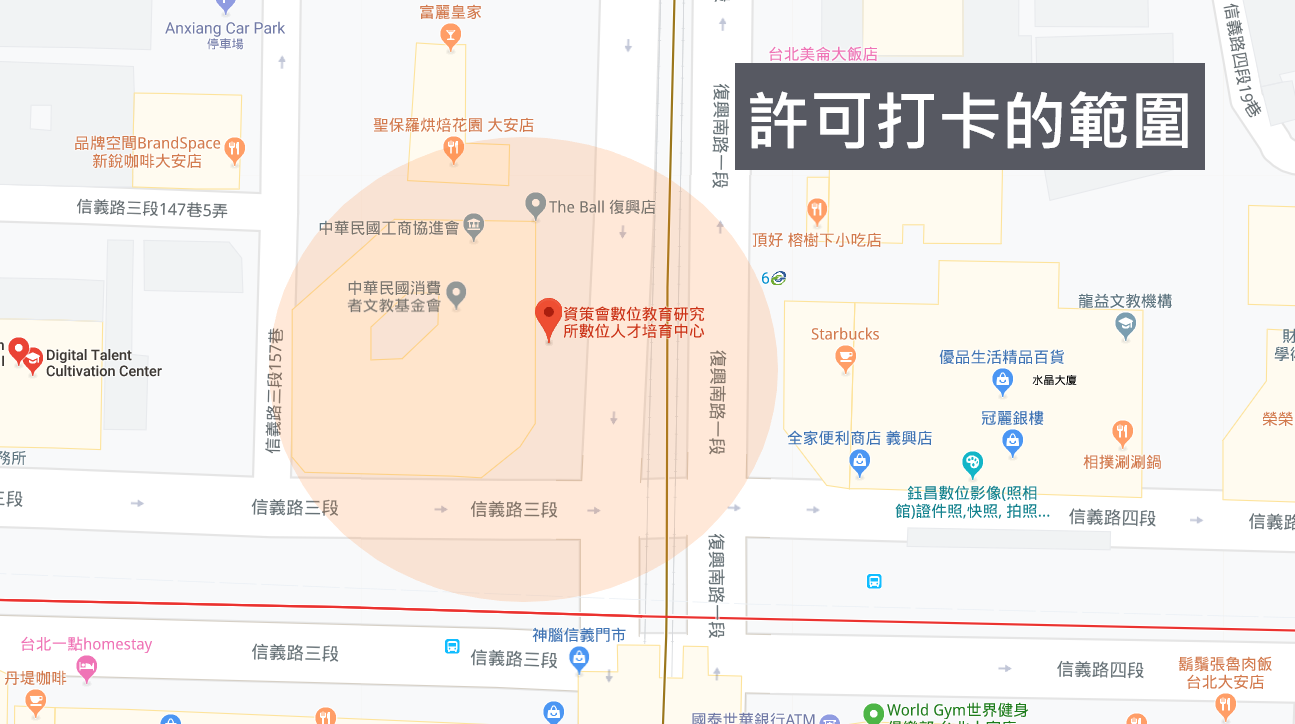 富麗皇家
Anxiang Car Park
停車場
台北美侖大飯店
信義路四段19巷
許可打卡的範圍
復興南路一段
聖保羅烘焙花園 大安店
品牌空間BrandSpace
新銳咖啡大安店
信義路三段147巷5弄
The Ball 復興店
中華民國工商協進會
頂好 榕樹下小吃店
6
中華民國消費
者文教基金會
龍益文教機構
資策會數位教育研究
所數位人才培育中心
Starbucks
Digital Talent
Cultivation Center
信義路三段157巷
復興南路一段
優品生活精品百貨
水晶大廈
冠麗銀樓
全家便利商店 義興店
榮榮
相撲涮涮鍋
務所
三段
鈺昌數位影像(照相
館)證件照,快照, 拍照...
信義路三段
信義路三段
信義路四段
信義路
復興南路一段
神腦信義門市
台北一點homestay
信義路三段
信義路三段
信義路四段
鬍鬚張魯肉飯
台北大安店
丹堤咖啡
國泰世華銀行ATM
World Gym世界健身